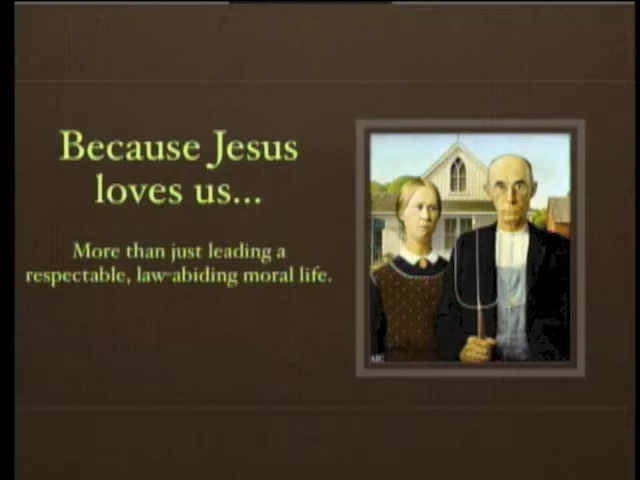 Because Jesus
loves us...
More than just leading a
respectable, law-abiding moral life.